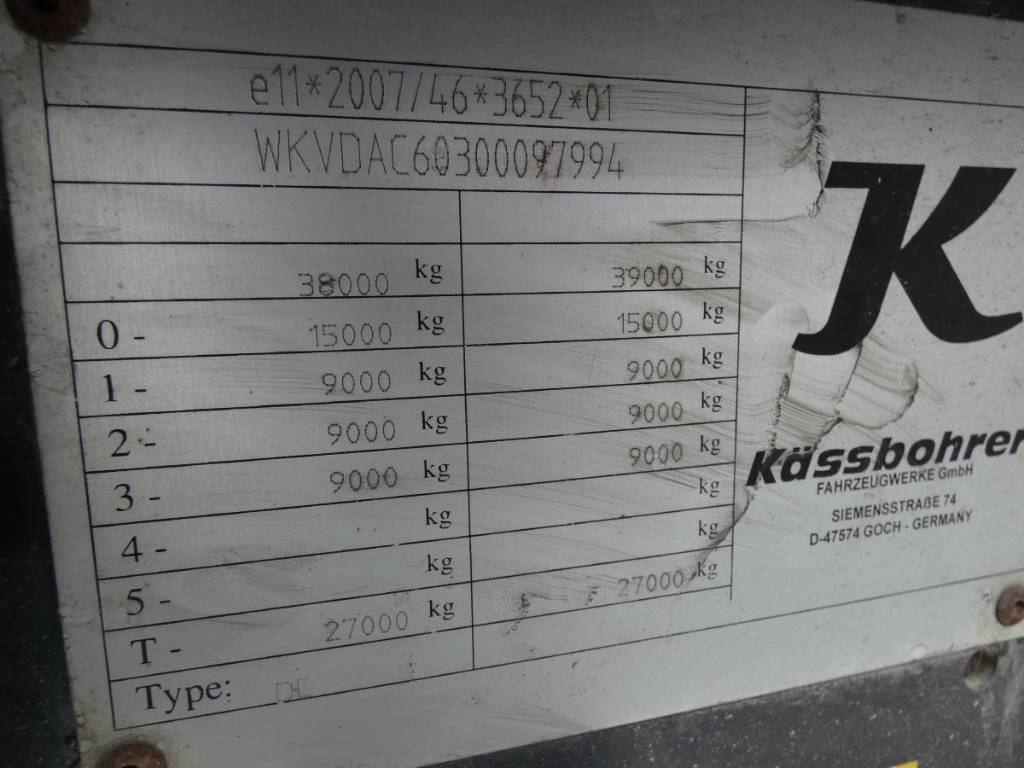 e11*2007/46*3652*01
WKVDAC60300097994
38000 kg 39000 kg
0 - 15000 kg 15000 kg
1 - 9000 kg 9000 kg
2 - 9000 kg 9000 kg
3 - 9000 kg 9000 kg
4 - kg kg
5 - kg kg
T - 27000 kg 27000 kg
Type:
K
Kässbohrer
FAHRZEUGWERKE GmbH
SIEMENSSTRAßE 74
D-47574 GOCH - GERMANY